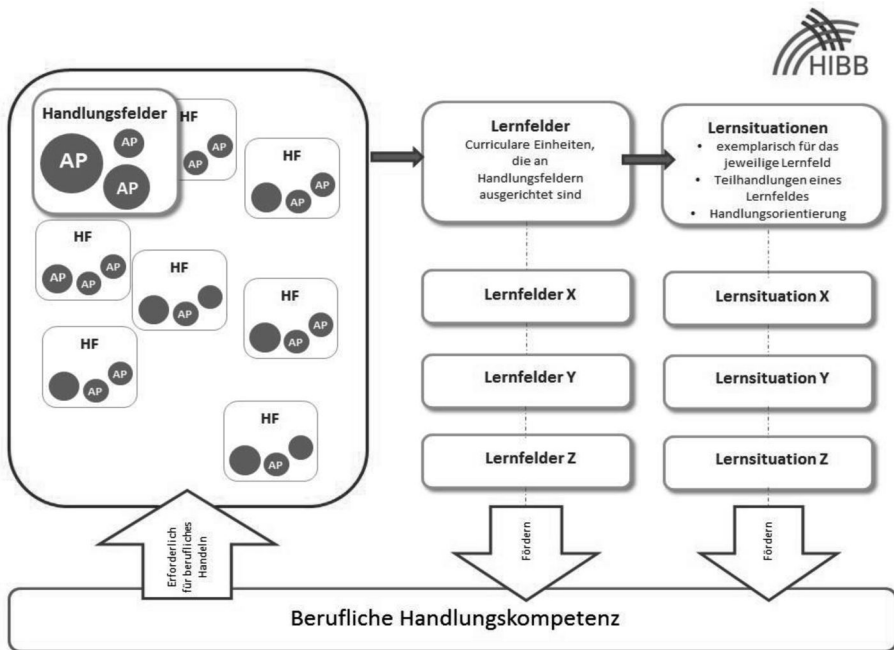 HIBB
Handlungsfelder
AP
AP
AP
HF
AP
AP
HF
AP
AP
HF
AP
AP
AP
HF
AP
HF
AP
AP
HF
AP
AP
HF
AP
Lernfelder
Curriculare Einheiten,
die an
Handlungsfeldern
ausgerichtet sind
Lernfelder X
Lernfelder Y
Lernfelder Z
Lernsituationen
• exemplarisch für das
jeweilige Lernfeld
• Teilhandlungen eines
Lernfeldes
• Handlungsorientierung
Lernsituation X
Lernsituation Y
Lernsituation Z
Erforderlich
für berufliches
Handeln
Fördern
Fördern
Berufliche Handlungskompetenz